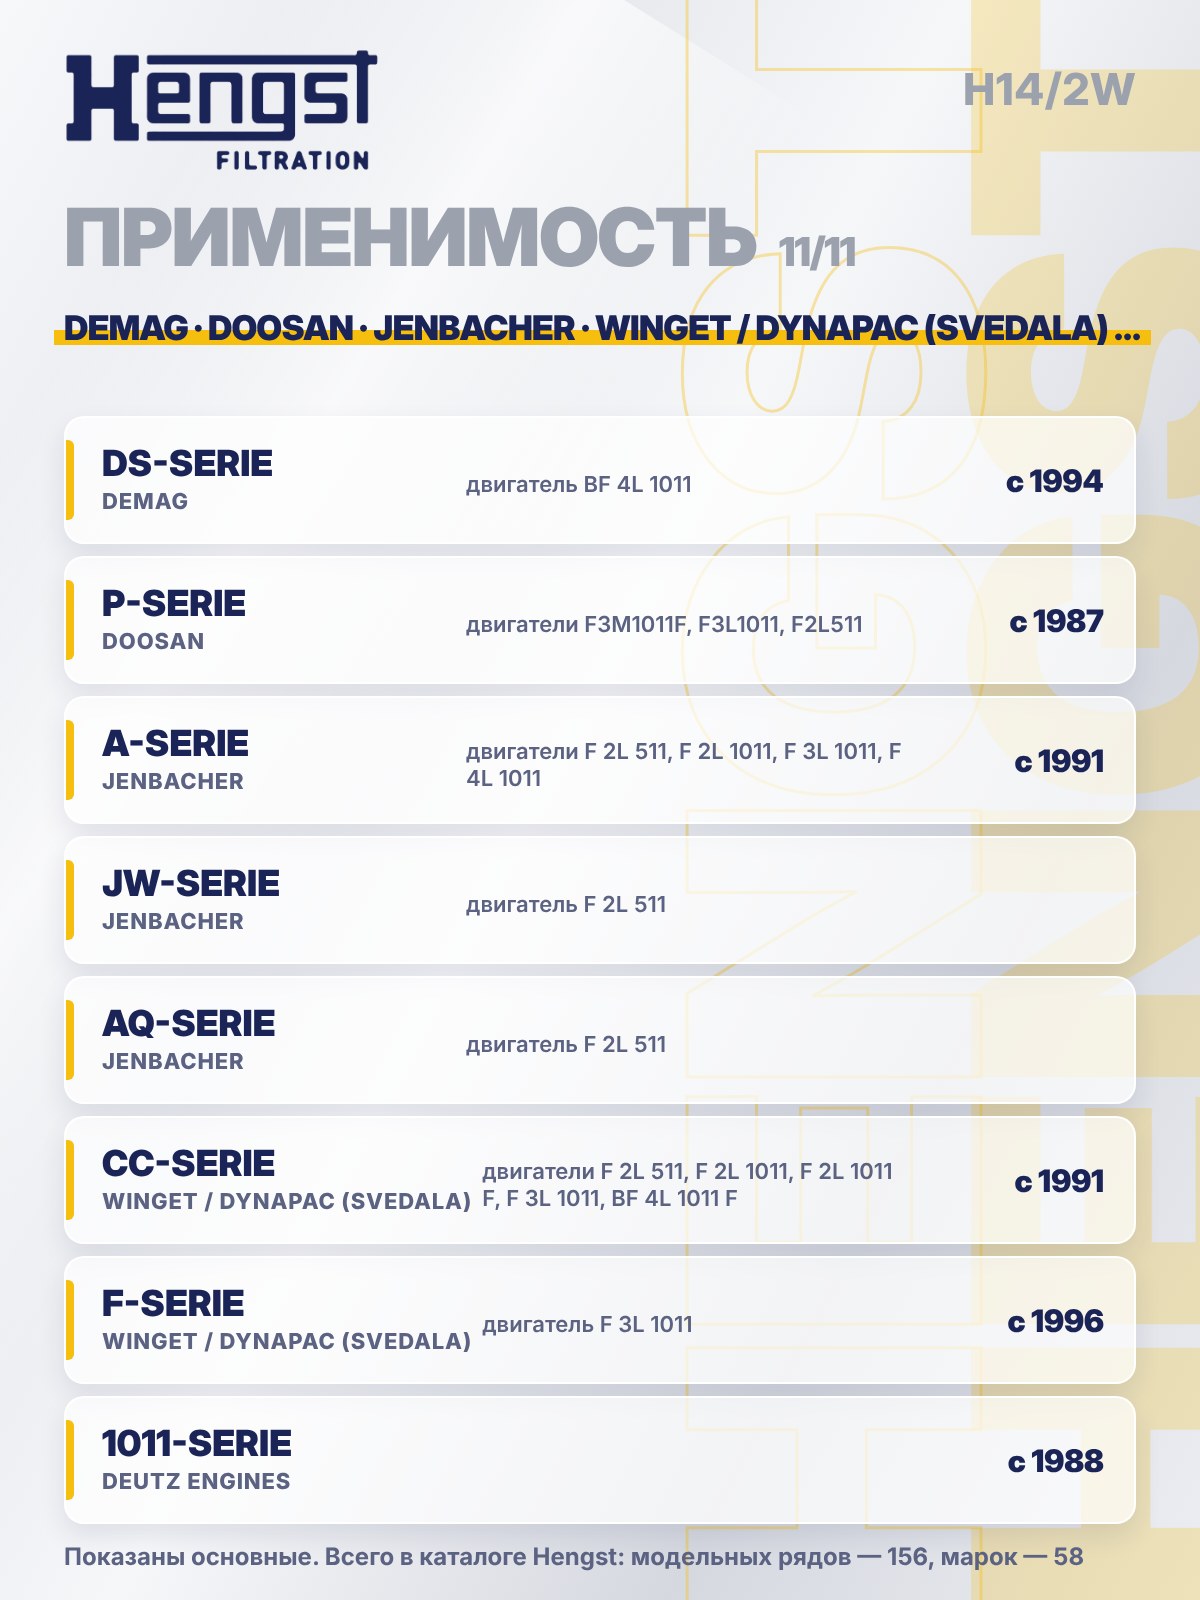 Hengst
FILTRATION
H14/2W
ПРИМЕНИМОСТЬ 11/11
DEMAG · DOOSAN · JENBACHER · WINGET / DYNAPAC (SVEDALA) ...
DS-SERIE
DEMAG
двигатель BF 4L 1011
с 1994
P-SERIE
DOOSAN
двигатели F3M1011F, F3L1011, F2L511
с 1987
A-SERIE
JENBACHER
двигатели F 2L 511, F 2L 1011, F 3L 1011, F
4L 1011
с 1991
JW-SERIE
JENBACHER
двигатель F 2L 511
AQ-SERIE
JENBACHER
двигатель F 2L 511
CC-SERIE
WINGET / DYNAPAC (SVEDALA)
двигатели F 2L 511, F 2L 1011, F 2L 1011
F, F 3L 1011, BF 4L 1011 F
с 1991
F-SERIE
WINGET / DYNAPAC (SVEDALA)
двигатель F 3L 1011
с 1996
1011-SERIE
DEUTZ ENGINES
с 1988
Показаны основные. Всего в каталоге Hengst: модельных рядов — 156, марок — 58
HENGST
HENGST